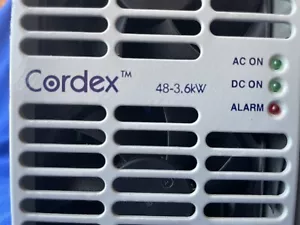 AC ON
Cordex™
48-3.6kW
DC ON
ALARM